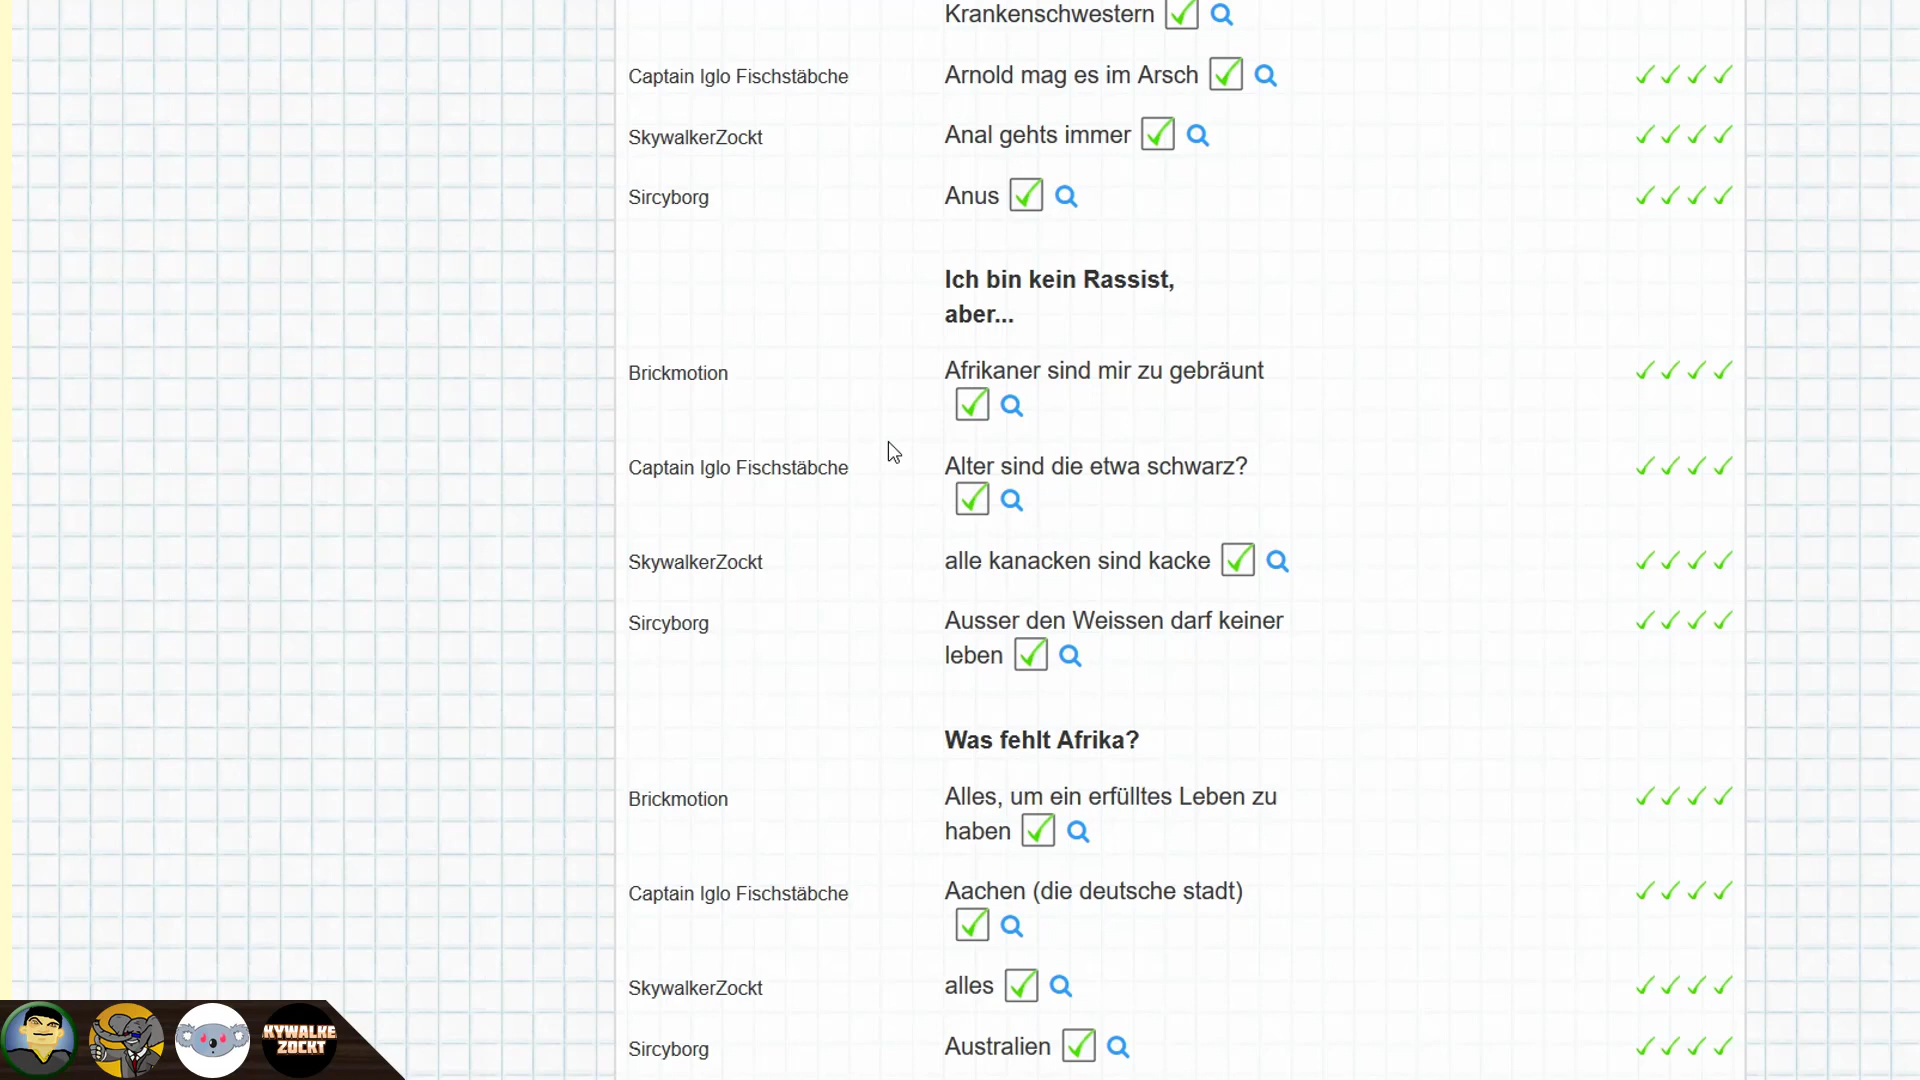 Krankenschwestern
Captain Iglo Fischstäbche
Arnold mag es im Arsch
SkywalkerZockt
Anal gehts immer
Sircyborg
Anus
Ich bin kein Rassist,
aber...
Brickmotion
Afrikaner sind mir zu gebräunt
Captain Iglo Fischstäbche
Alter sind die etwa schwarz?
SkywalkerZockt
alle kanacken sind kacke
Sircyborg
Ausser den Weissen darf keiner
leben
Was fehlt Afrika?
Brickmotion
Alles, um ein erfülltes Leben zu
haben
Captain Iglo Fischstäbche
Aachen (die deutsche stadt)
SkywalkerZockt
alles
Sircyborg
Australien
KYWALKE
ZOCKT